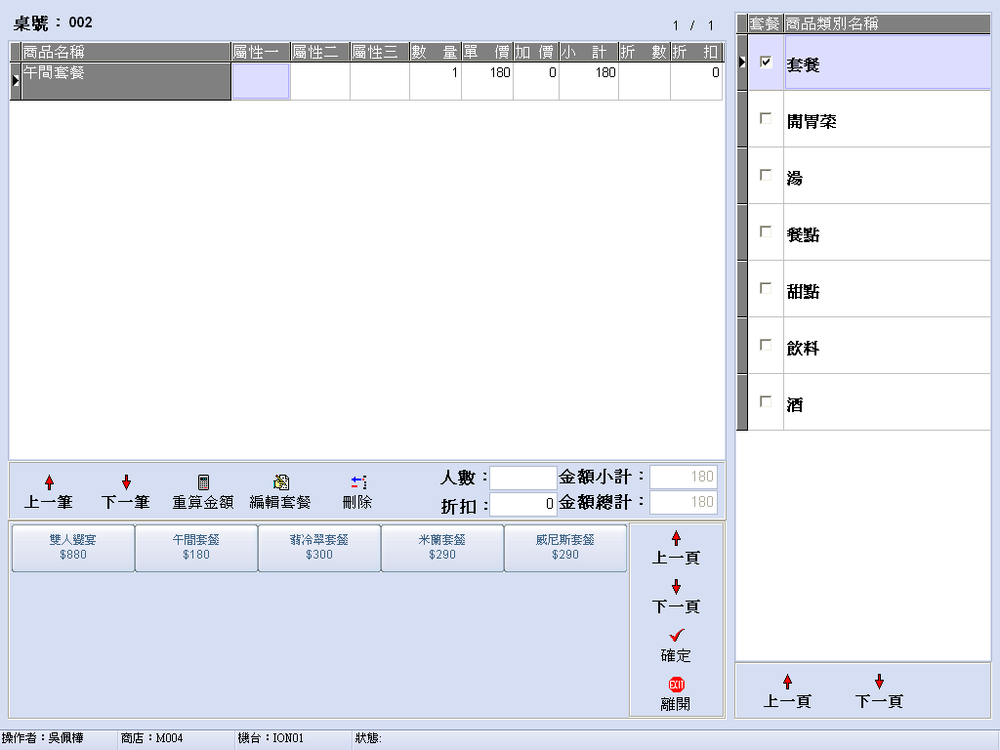 桌號：002
1 / 1
商品名稱 屬性一 屬性二 屬性三 數 量 單 價 加 價 小 計 折 數 折 扣
午間套餐 1 180 0 180 0
上一筆 下一筆 重算金額 編輯套餐 刪除
人數： 金額小計： 180
折扣： 0 金額總計： 180
雙人饗宴 午間套餐 翡冷翠套餐 米蘭套餐 威尼斯套餐
$880 $180 $300 $290 $290
上一頁
下一頁
確定
EXIT
離開
套餐 商品類別名稱
套餐
開胃菜
湯
餐點
甜點
飲料
酒
上一頁 下一頁
操作者：吳佩樺 商店：M004 機台：ION01 狀態: